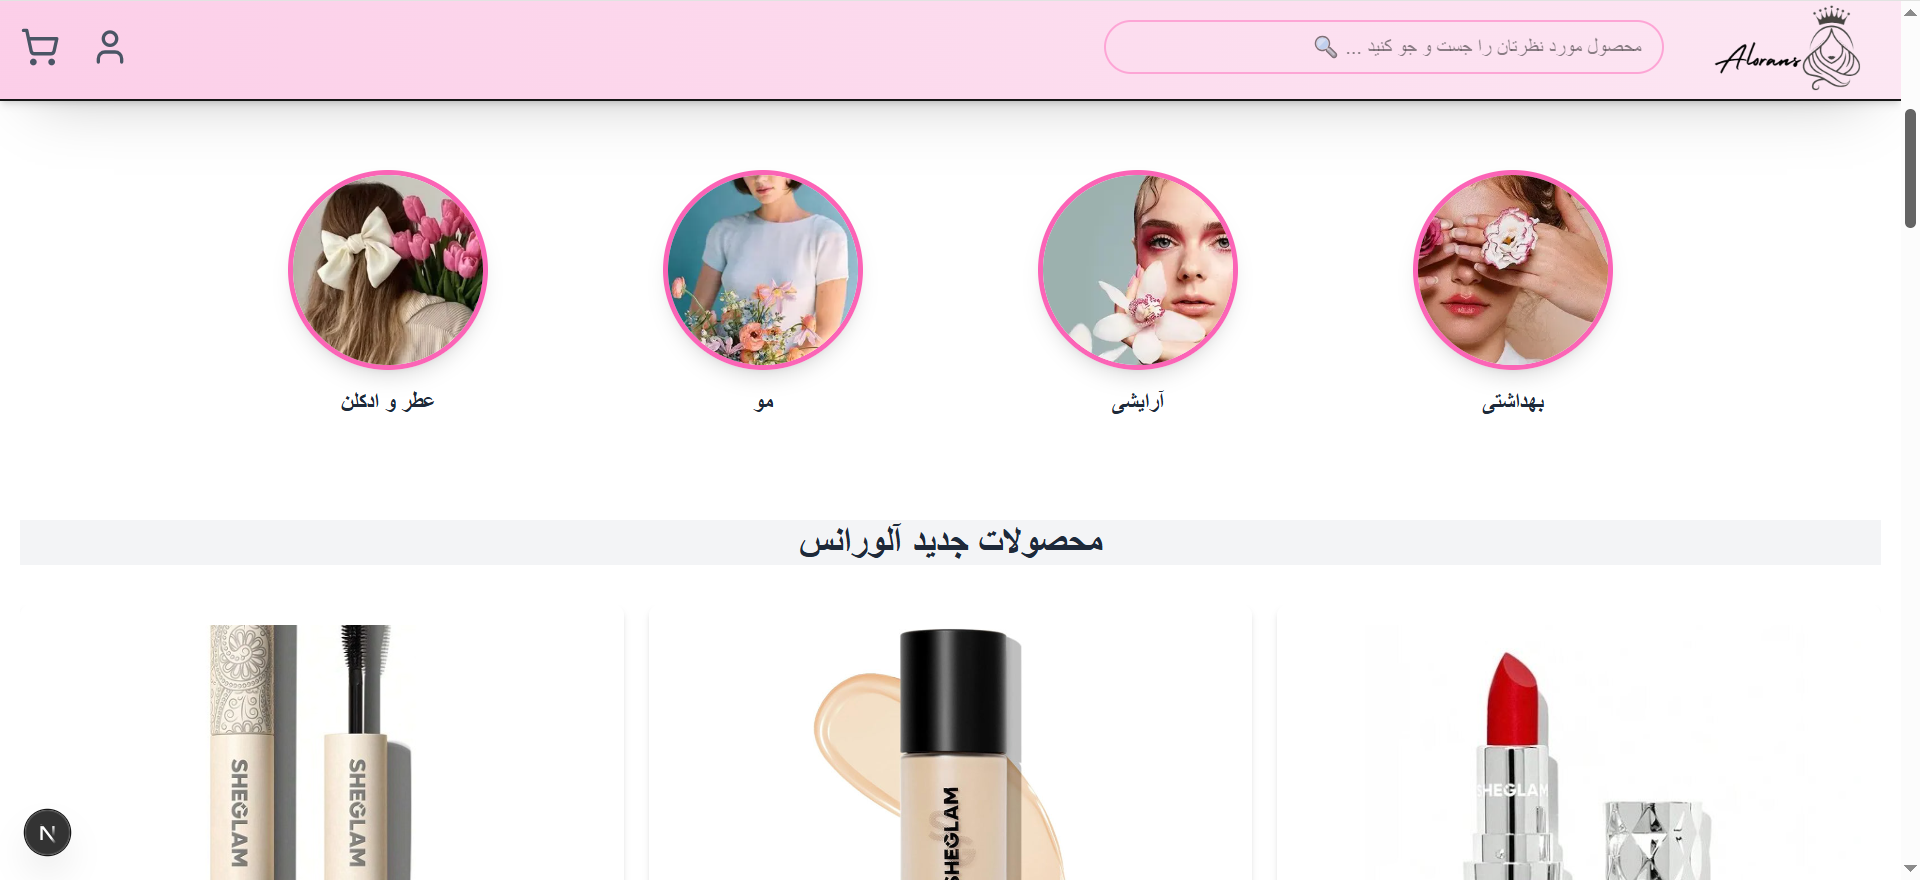 Alorans
محصول مورد نظرتان را جست و جو کنید ... 🔍
بهداشتی
آرایشی
مو
عطر و ادکلن
محصولات جدید آلورانس
SHEGLAM
SHEGLAM
SHEGLAM
SHEGLAM
N